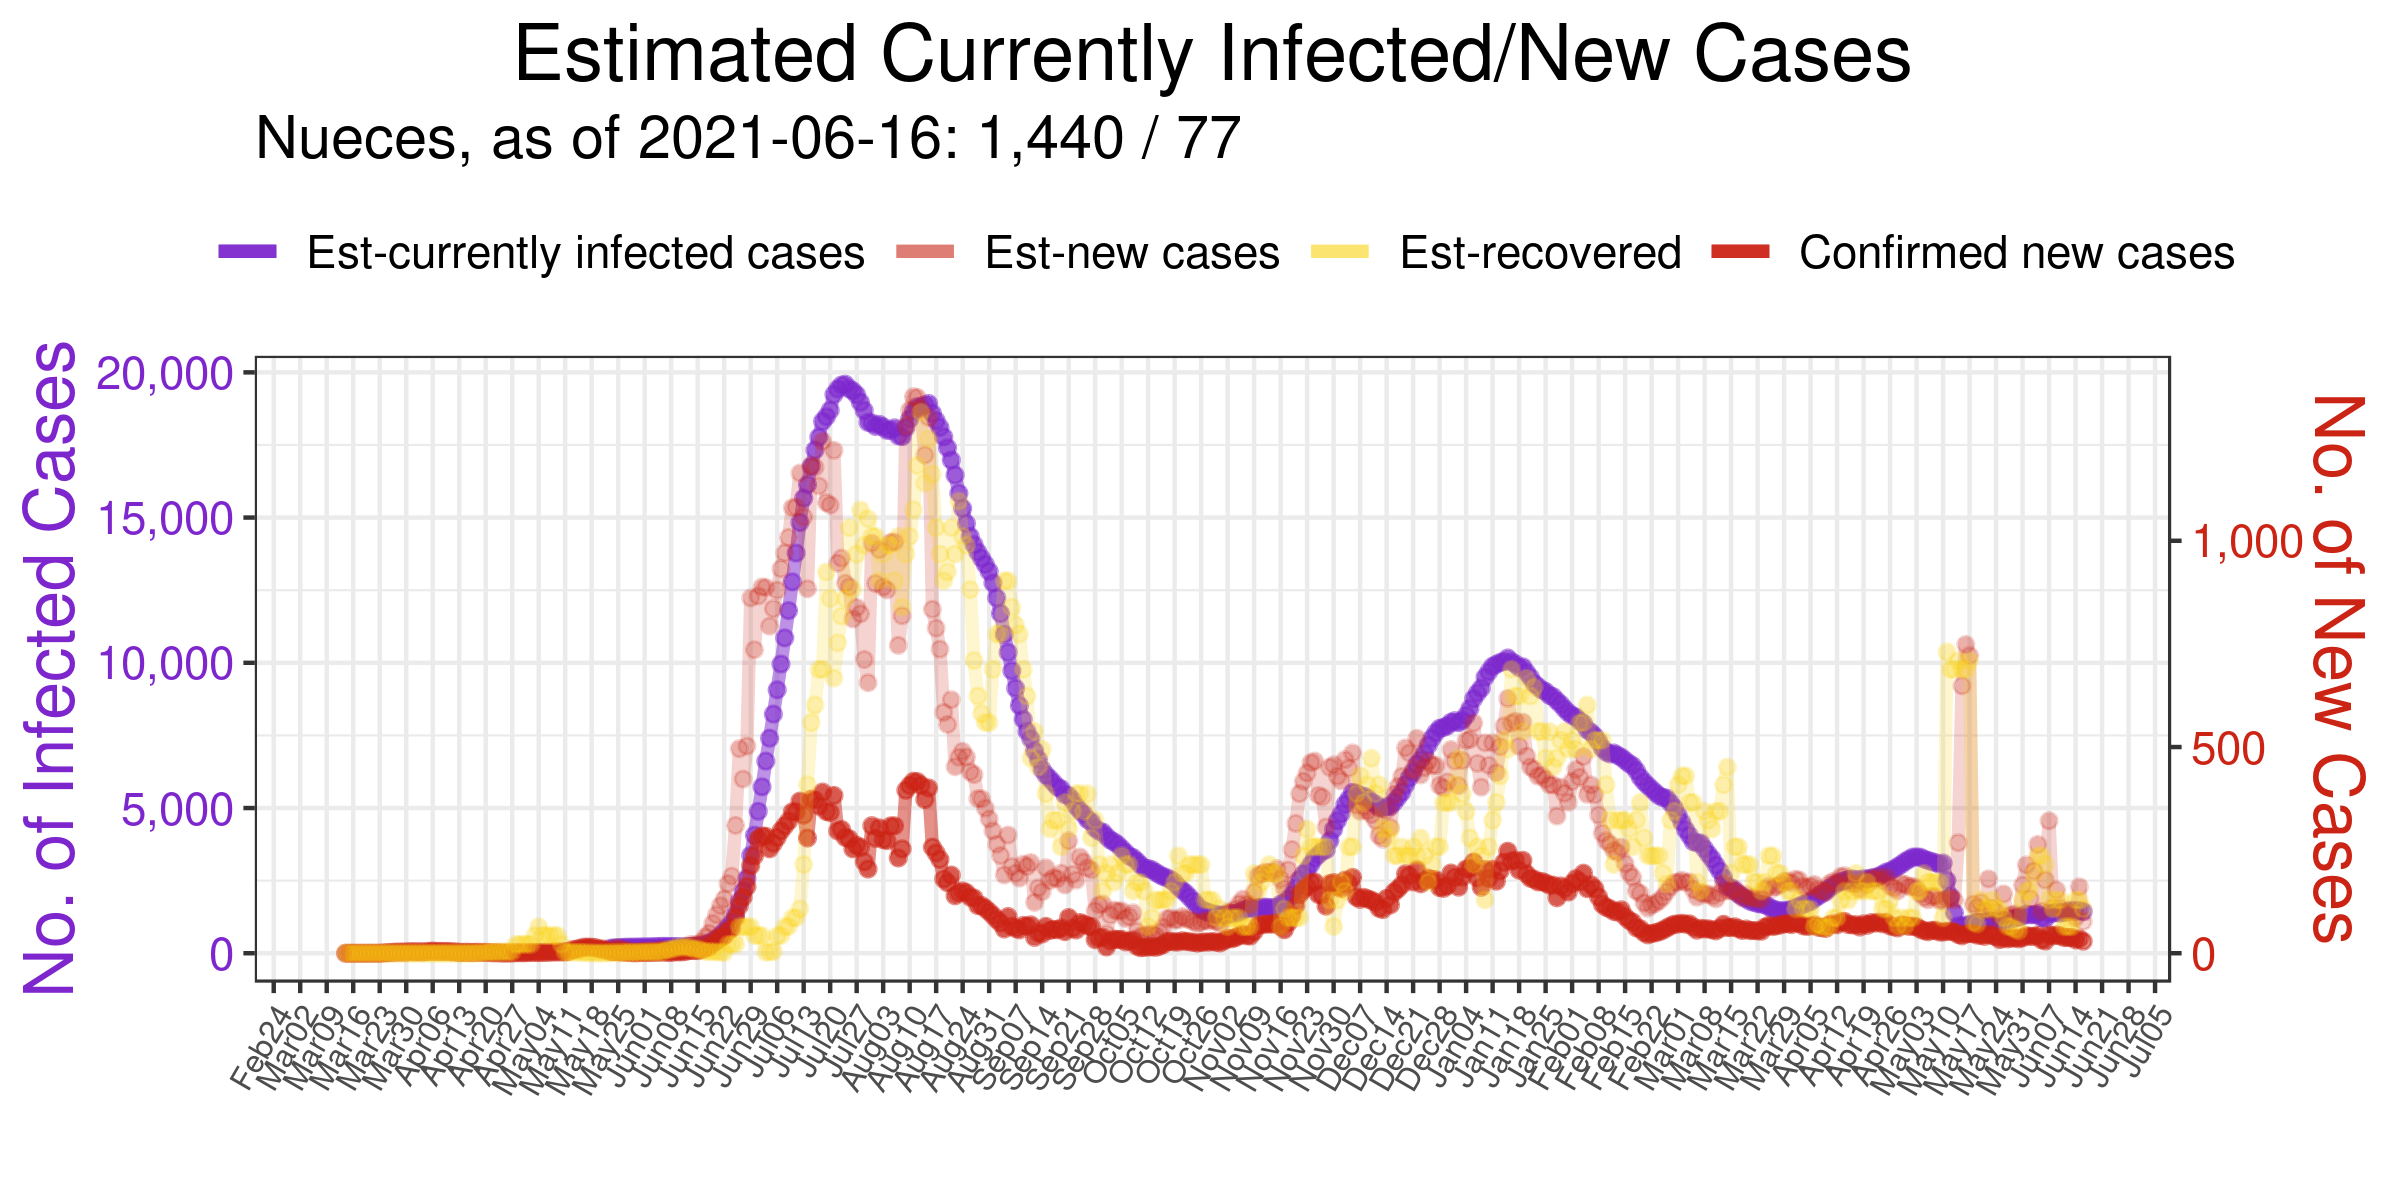 Estimated Currently Infected/New Cases
Nueces, as of 2021-06-16: 1,440 / 77
Est-currently infected cases
Est-new cases
Est-recovered
Confirmed new cases
No. of Infected Cases
20,000
15,000
10,000
5,000
0
1,000
500
0
No. of New Cases
Feb24
Mar02
Mar09
Mar16
Mar23
Mar30
Apr06
Apr13
Apr20
Apr27
May04
May11
May18
May25
Jun01
Jun08
Jun15
Jun22
Jun29
Jul06
Jul13
Jul20
Jul27
Aug03
Aug10
Aug17
Aug24
Aug31
Sep07
Sep14
Sep21
Sep28
Oct05
Oct12
Oct19
Oct26
Nov02
Nov09
Nov16
Nov23
Nov30
Dec07
Dec14
Dec21
Dec28
Jan04
Jan11
Jan18
Jan25
Feb01
Feb08
Feb15
Feb22
Mar01
Mar08
Mar15
Mar22
Mar29
Apr05
Apr12
Apr19
Apr26
May03
May10
May17
May24
May31
Jun07
Jun14
Jun21
Jun28
Jul05